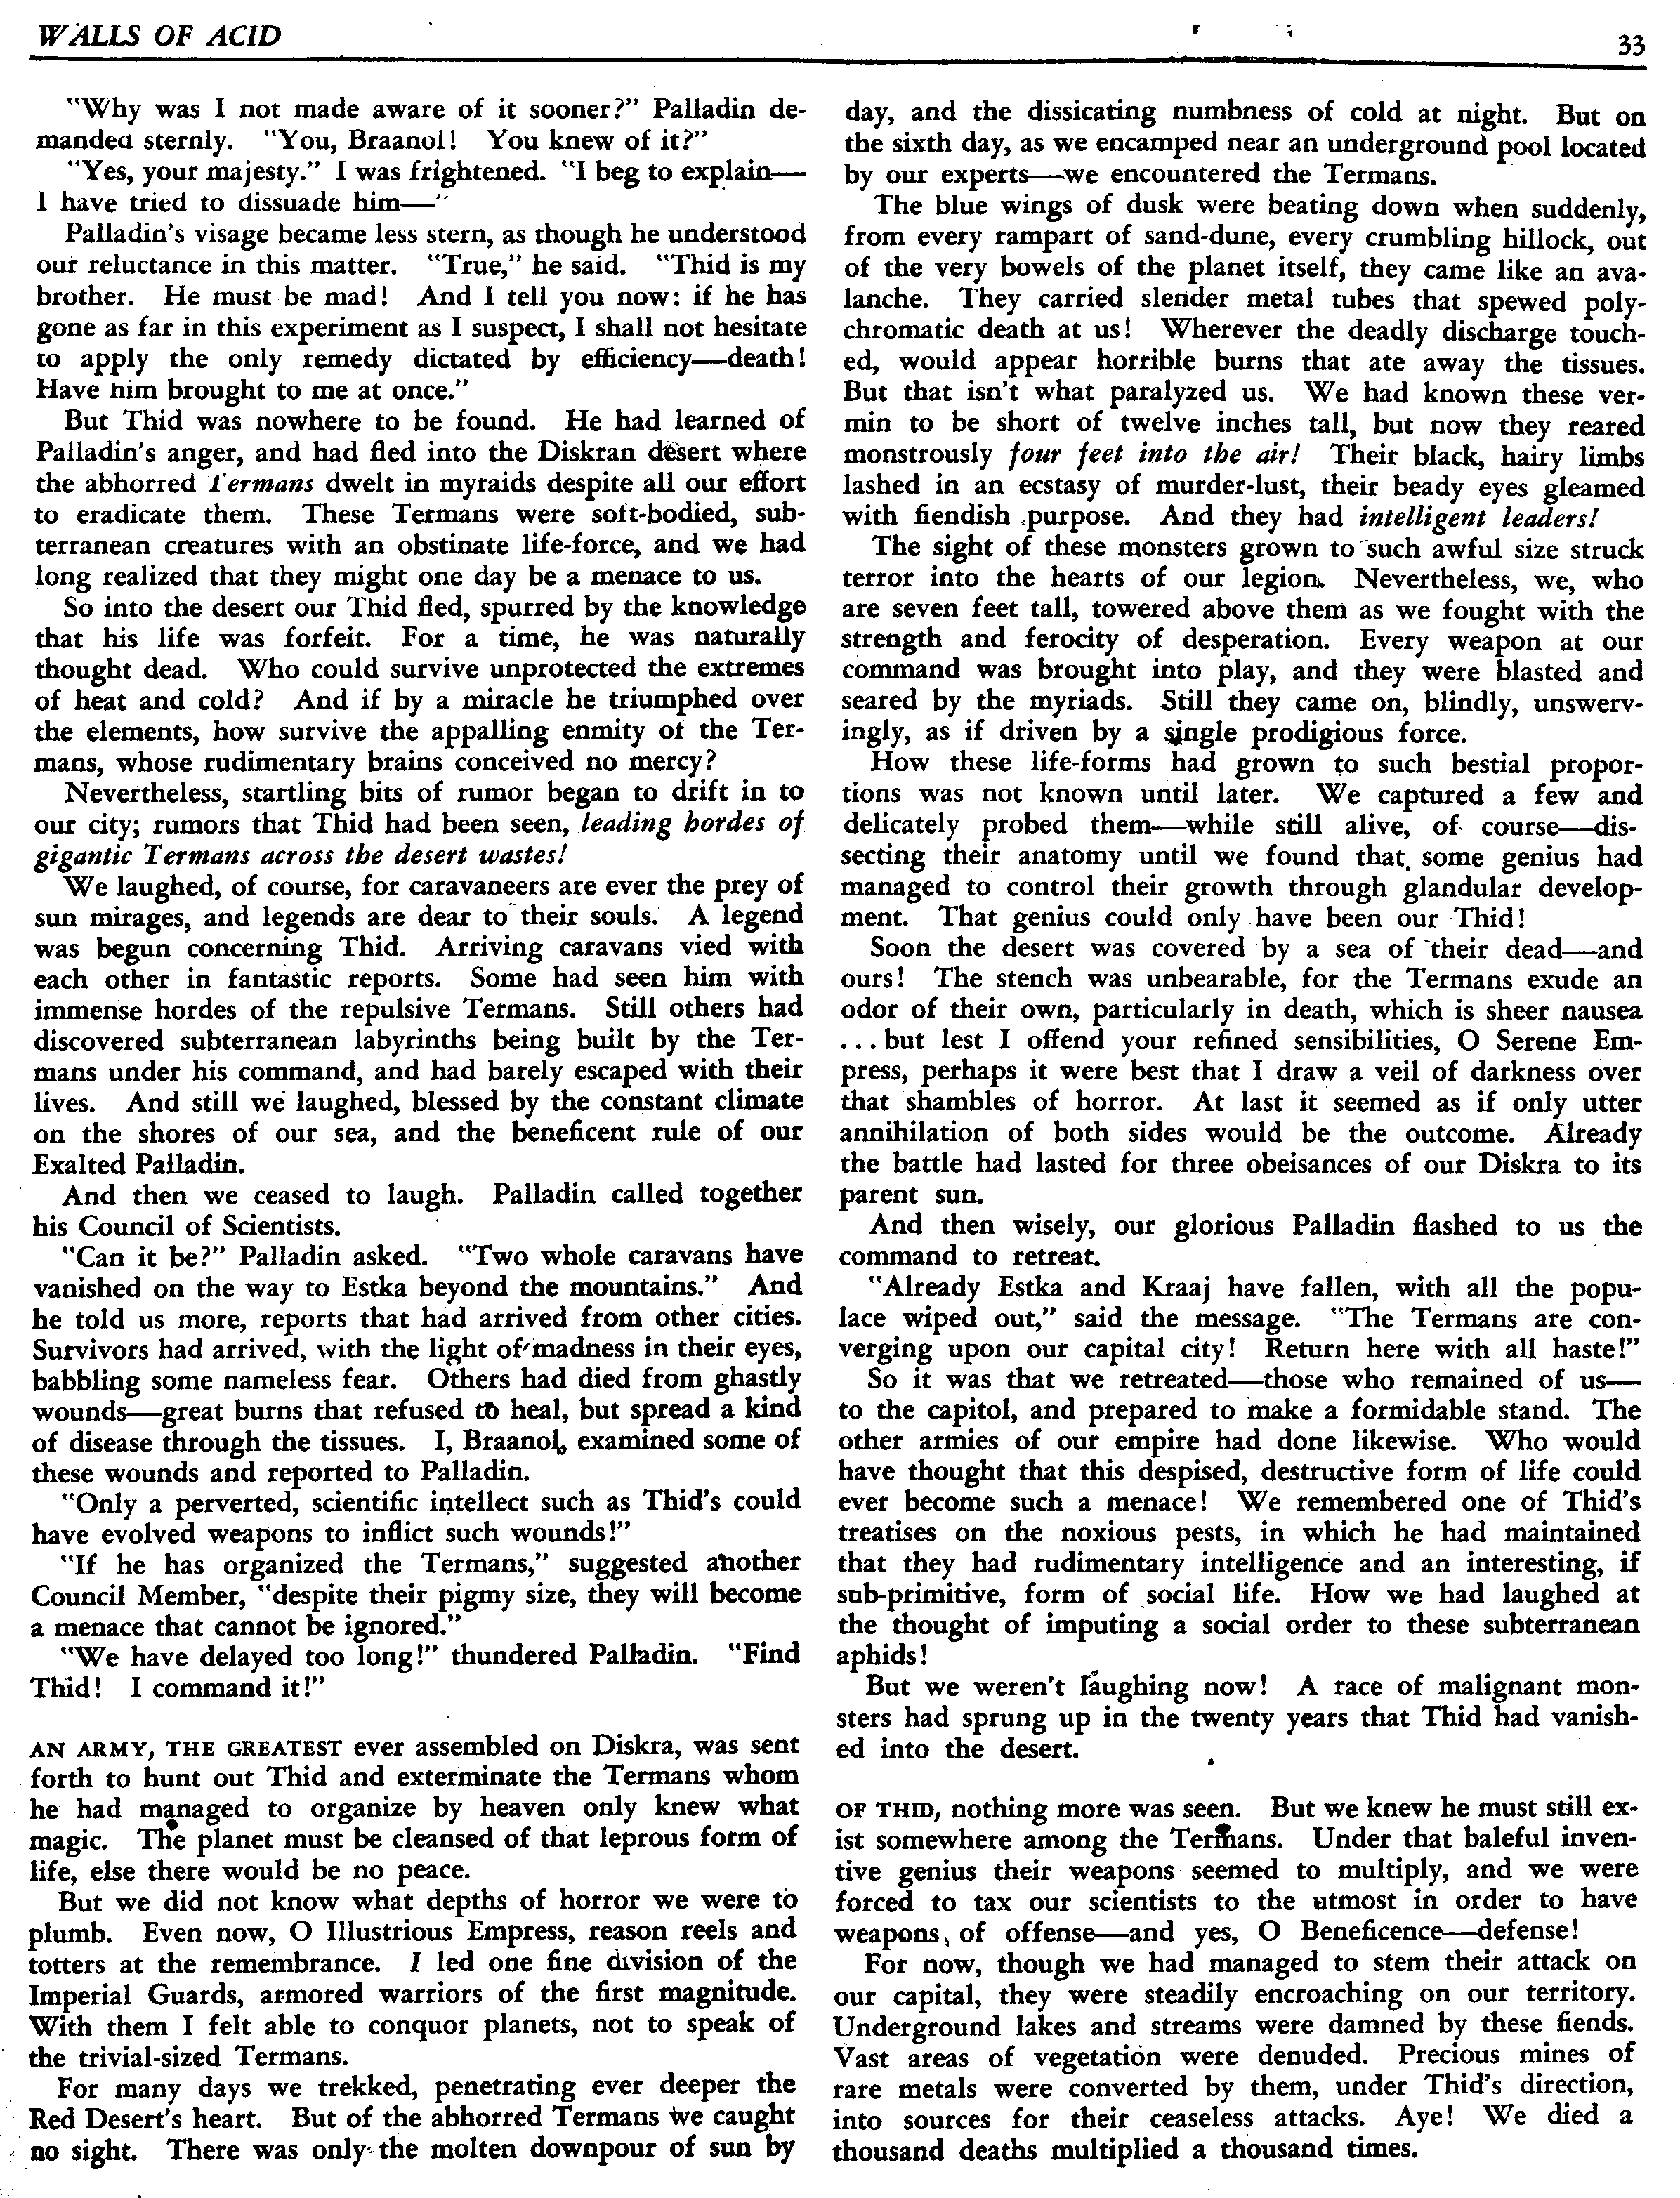 WALLS OF ACID
33
"Why was I not made aware of it sooner?" Palladin de-
manded sternly. "You, Braanol! You knew of it?"
"Yes, your majesty." I was frightened. "I beg to explain—
I have tried to dissuade him—"
Palladin's visage became less stern, as though he understood
our reluctance in this matter. "True," he said. "Thid is my
brother. He must be mad! And I tell you now: if he has
gone as far in this experiment as I suspect, I shall not hesitate
to apply the only remedy dictated by efficiency—death!
Have him brought to me at once."
But Thid was nowhere to be found. He had learned of
Palladin's anger, and had fled into the Diskran desert where
the abhorred Termans dwelt in myraids despite all our effort
to eradicate them. These Termans were soft-bodied, sub-
terranean creatures with an obstinate life-force, and we had
long realized that they might one day be a menace to us.
So into the desert our Thid fled, spurred by the knowledge
that his life was forfeit. For a time, he was naturally
thought dead. Who could survive unprotected the extremes
of heat and cold? And if by a miracle he triumphed over
the elements, how survive the appalling enmity of the Ter-
mans, whose rudimentary brains conceived no mercy?
Nevertheless, startling bits of rumor began to drift in to
our city; rumors that Thid had been seen, leading hordes of
gigantic Termans across the desert wastes!
We laughed, of course, for caravaneers are ever the prey of
sun mirages, and legends are dear to their souls. A legend
was begun concerning Thid. Arriving caravans vied with
each other in fantastic reports. Some had seen him with
immense hordes of the repulsive Termans. Still others had
discovered subterranean labyrinths being built by the Ter-
mans under his command, and had barely escaped with their
lives. And still we laughed, blessed by the constant climate
on the shores of our sea, and the beneficent rule of our
Exalted Palladin.
And then we ceased to laugh. Palladin called together
his Council of Scientists.
"Can it be?" Palladin asked. "Two whole caravans have
vanished on the way to Estka beyond the mountains." And
he told us more, reports that had arrived from other cities.
Survivors had arrived, with the light of madness in their eyes,
babbling some nameless fear. Others had died from ghastly
wounds—great burns that refused to heal, but spread a kind
of disease through the tissues. I, Braanol, examined some of
these wounds and reported to Palladin.
"Only a perverted, scientific intellect such as Thid's could
have evolved weapons to inflict such wounds!"
"If he has organized the Termans," suggested another
Council Member, "despite their pigmy size, they will become
a menace that cannot be ignored."
"We have delayed too long!" thundered Palladin. "Find
Thid! I command it!"
AN ARMY, THE GREATEST ever assembled on Diskra, was sent
forth to hunt out Thid and exterminate the Termans whom
he had managed to organize by heaven only knew what
magic. The planet must be cleansed of that leprous form of
life, else there would be no peace.
But we did not know what depths of horror we were to
plumb. Even now, O Illustrious Empress, reason reels and
totters at the remembrance. I led one fine division of the
Imperial Guards, armored warriors of the first magnitude.
With them I felt able to conquor planets, not to speak of
the trivial-sized Termans.
For many days we trekked, penetrating ever deeper the
Red Desert's heart. But of the abhorred Termans we caught
no sight. There was only the molten downpour of sun by
day, and the dissicating numbness of cold at night. But on
the sixth day, as we encamped near an underground pool located
by our experts—we encountered the Termans.
The blue wings of dusk were beating down when suddenly,
from every rampart of sand-dune, every crumbling hillock, out
of the very bowels of the planet itself, they came like an ava-
lanche. They carried slender metal tubes that spewed poly-
chromatic death at us! Wherever the deadly discharge touch-
ed, would appear horrible burns that ate away the tissues.
But that isn't what paralyzed us. We had known these ver-
min to be short of twelve inches tall, but now they reared
monstrously four feet into the air! Their black, hairy limbs
lashed in an ecstasy of murder-lust, their beady eyes gleamed
with fiendish purpose. And they had intelligent leaders!
The sight of these monsters grown to such awful size struck
terror into the hearts of our legion. Nevertheless, we, who
are seven feet tall, towered above them as we fought with the
strength and ferocity of desperation. Every weapon at our
command was brought into play, and they were blasted and
seared by the myriads. Still they came on, blindly, unswerv-
ingly, as if driven by a single prodigious force.
How these life-forms had grown to such bestial propor-
tions was not known until later. We captured a few and
delicately probed them—while still alive, of course—dis-
secting their anatomy until we found that some genius had
managed to control their growth through glandular develop-
ment. That genius could only have been our Thid!
Soon the desert was covered by a sea of their dead—and
ours! The stench was unbearable, for the Termans exude an
odor of their own, particularly in death, which is sheer nausea
...but lest I offend your refined sensibilities, O Serene Em-
press, perhaps it were best that I draw a veil of darkness over
that shambles of horror. At last it seemed as if only utter
annihilation of both sides would be the outcome. Already
the battle had lasted for three obeisances of our Diskra to its
parent sun.
And then wisely, our glorious Palladin flashed to us the
command to retreat.
"Already Estka and Kraaj have fallen, with all the popu-
lace wiped out," said the message. "The Termans are con-
verging upon our capital city! Return here with all haste!"
So it was that we retreated—those who remained of us—
to the capitol, and prepared to make a formidable stand. The
other armies of our empire had done likewise. Who would
have thought that this despised, destructive form of life could
ever become such a menace! We remembered one of Thid's
treatises on the noxious pests, in which he had maintained
that they had rudimentary intelligence and an interesting, if
sub-primitive, form of social life. How we had laughed at
the thought of imputing a social order to these subterranean
aphids!
But we weren't laughing now! A race of malignant mon-
sters had sprung up in the twenty years that Thid had vanish-
ed into the desert.
OF THID, nothing more was seen. But we knew he must still ex-
ist somewhere among the Termans. Under that baleful inven-
tive genius their weapons seemed to multiply, and we were
forced to tax our scientists to the utmost in order to have
weapons, of offense—and yes, O Beneficence—defense!
For now, though we had managed to stem their attack on
our capital, they were steadily encroaching on our territory.
Underground lakes and streams were damned by these fiends.
Vast areas of vegetation were denuded. Precious mines of
rare metals were converted by them, under Thid's direction,
into sources for their ceaseless attacks. Aye! We died a
thousand deaths multiplied a thousand times.